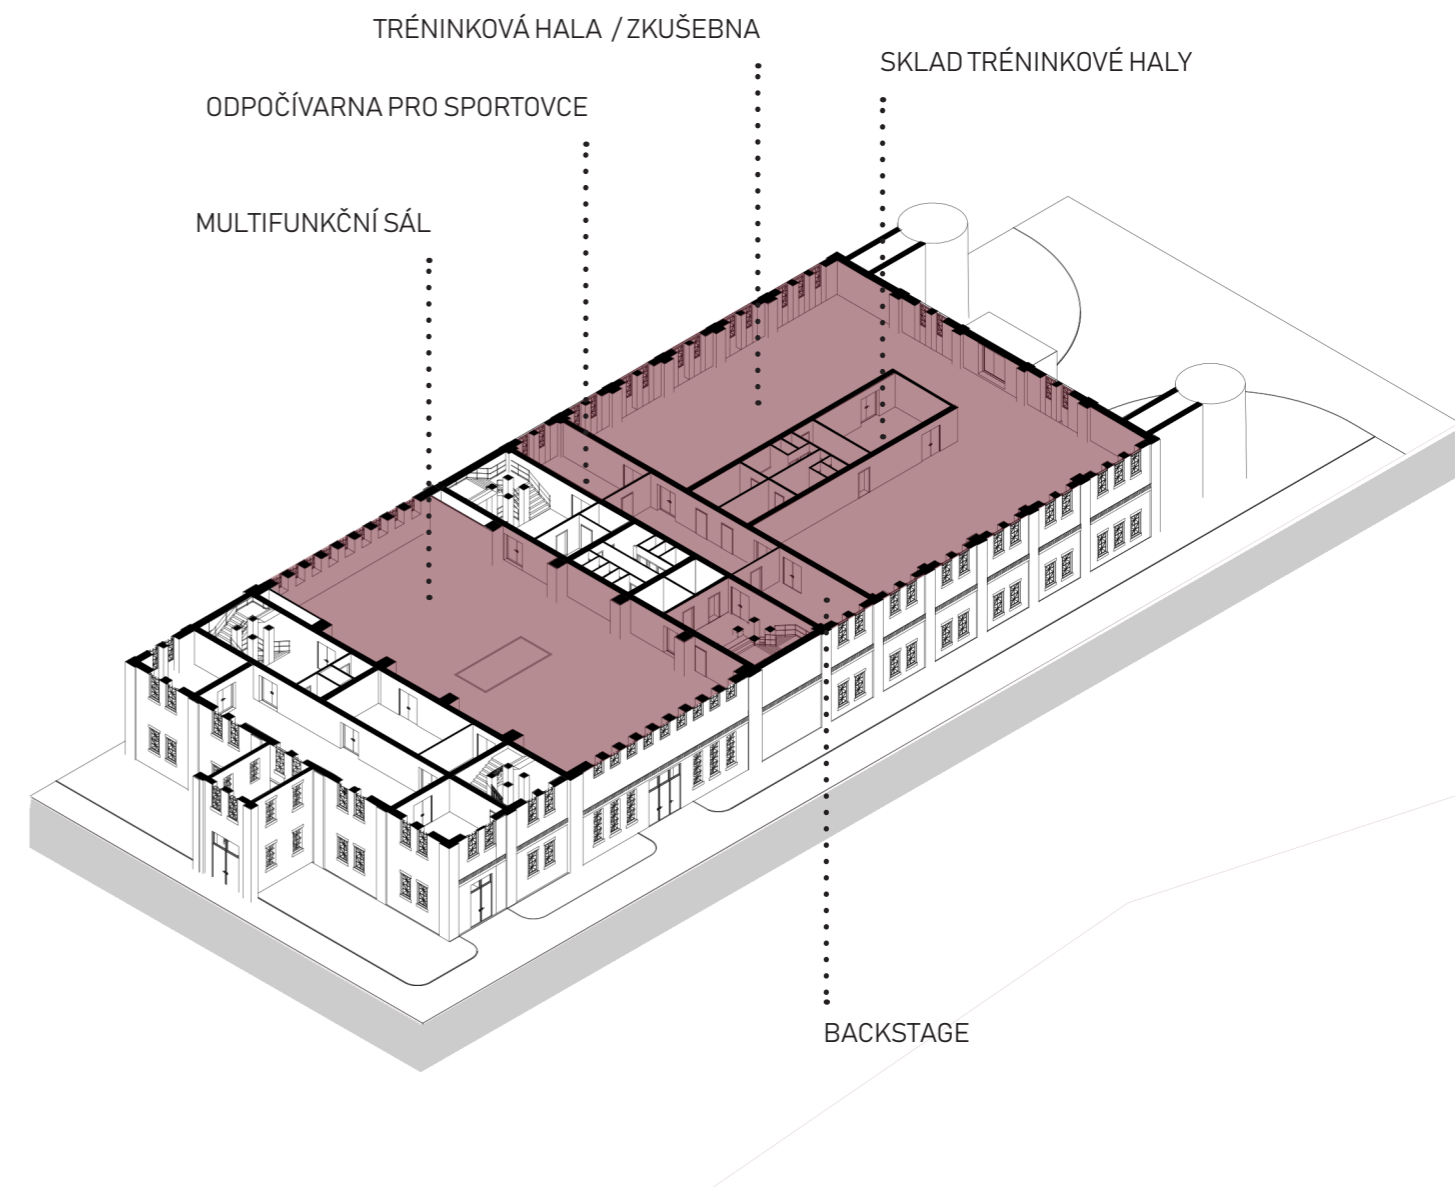 TRÉNINKOVÁ HALA / ZKUŠEBNA
SKLAD TRÉNINKOVÉ HALY
ODPOČÍVARNA PRO SPORTOVCE
MULTIFUNKČNÍ SÁL
BACKSTAGE